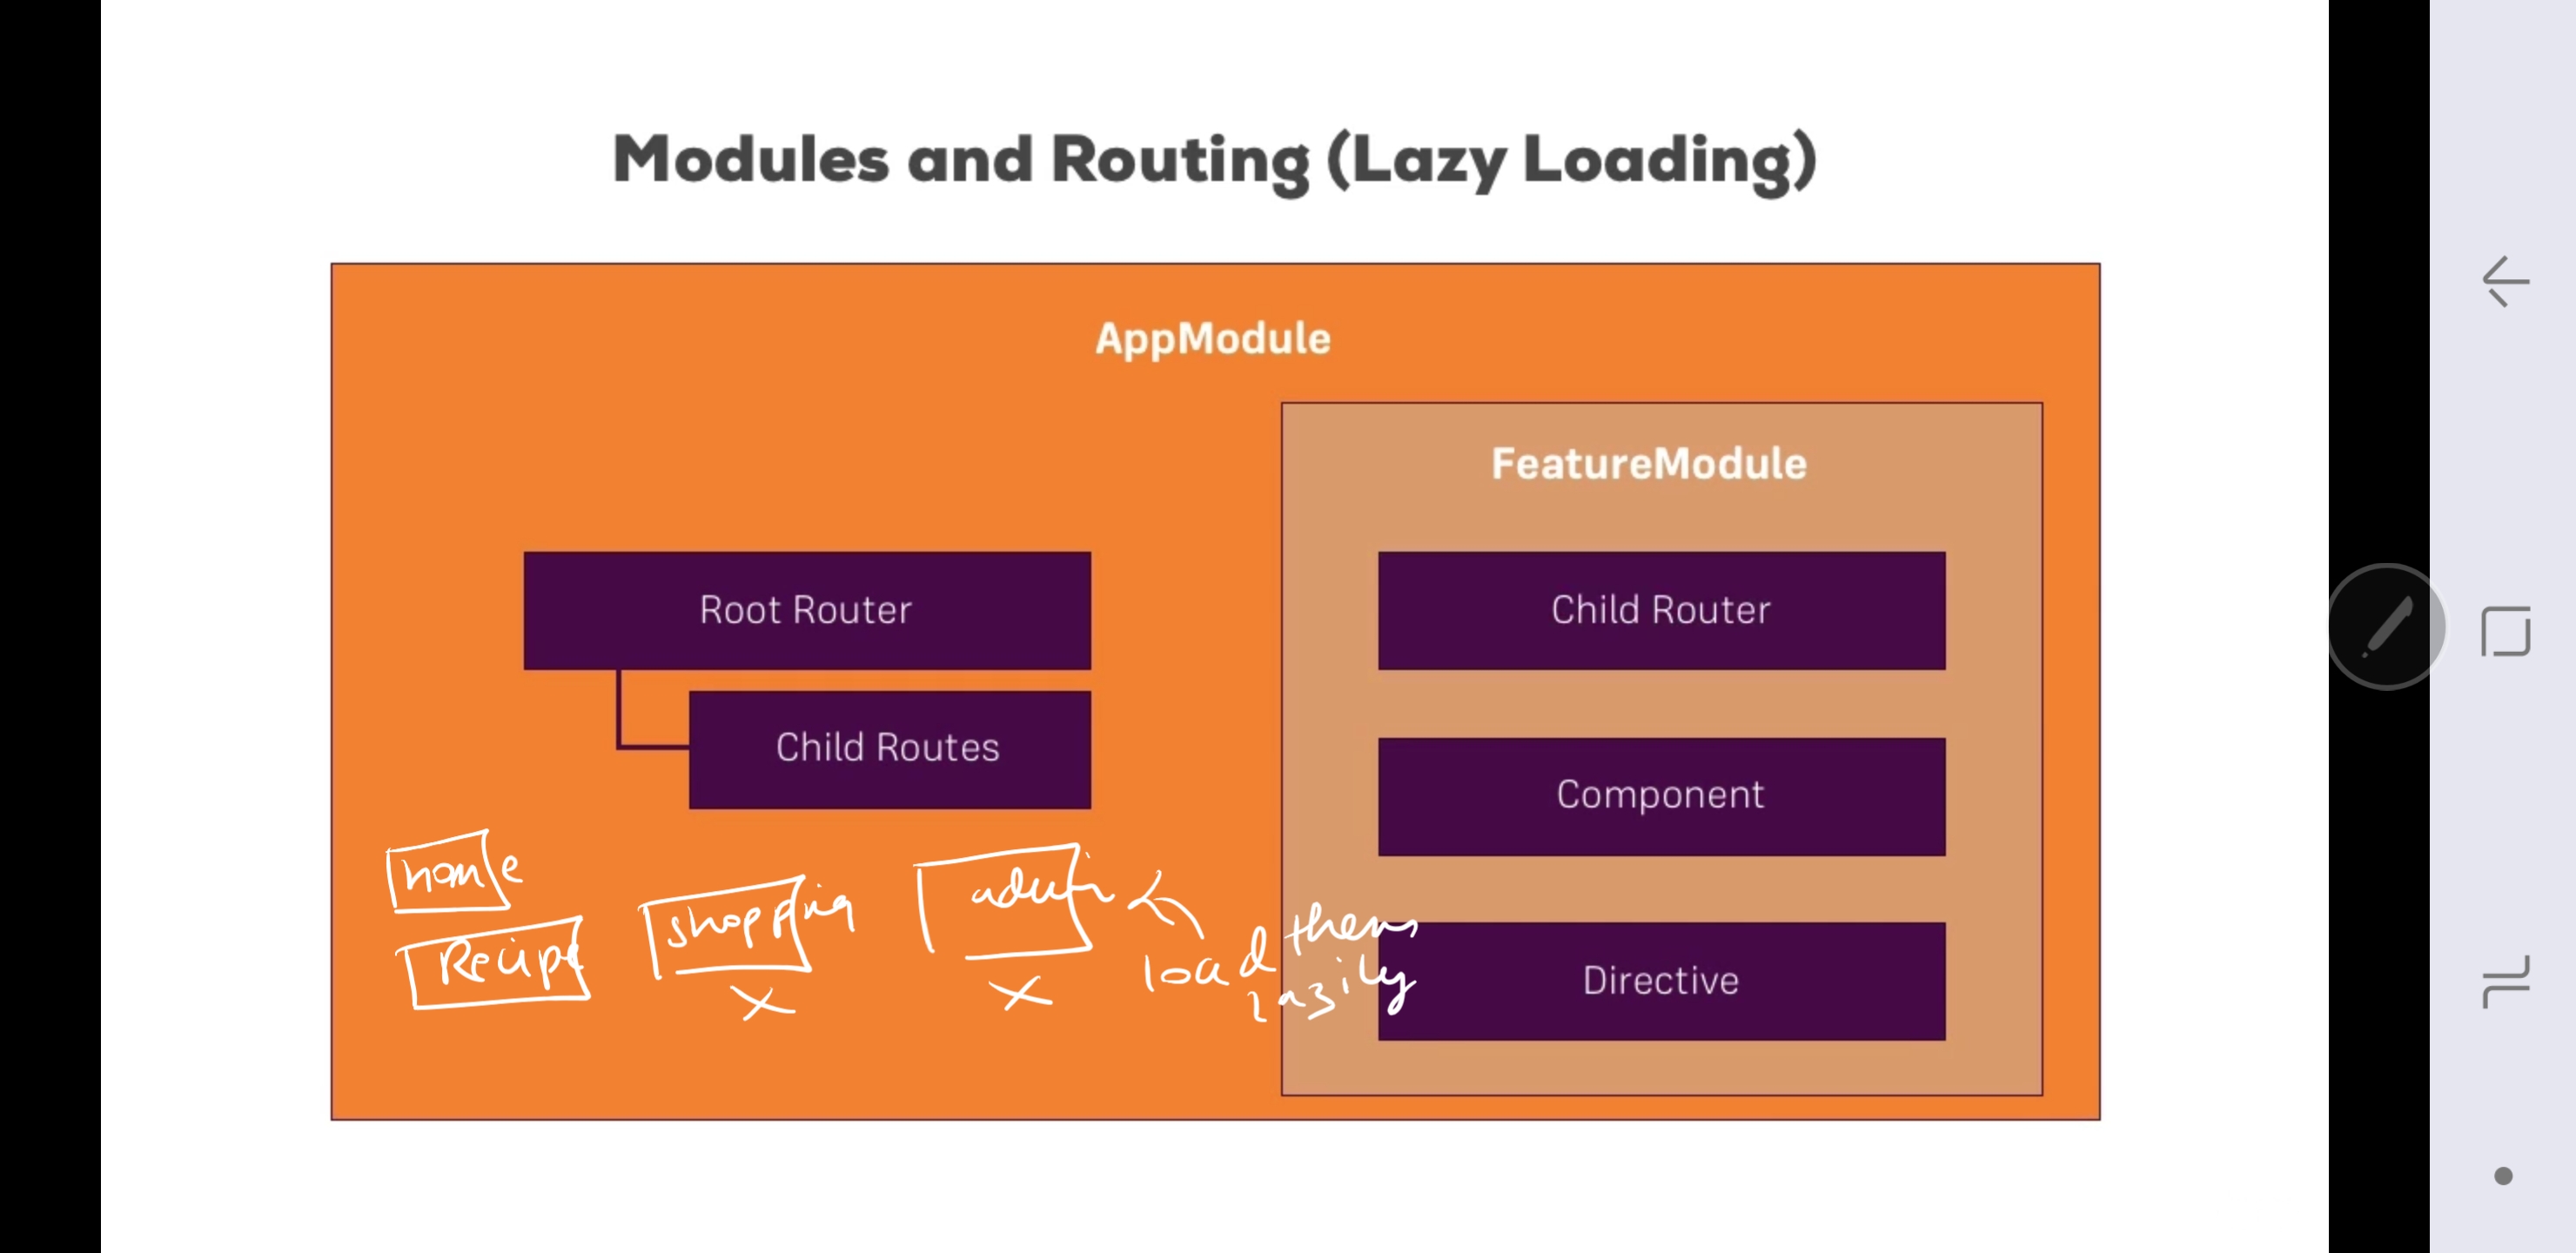 Modules and Routing (Lazy Loading)
AppModule
FeatureModule
Root Router
Child Router
Child Routes
Component
home
Recipe
shopping
admin
load them
lazily
Directive